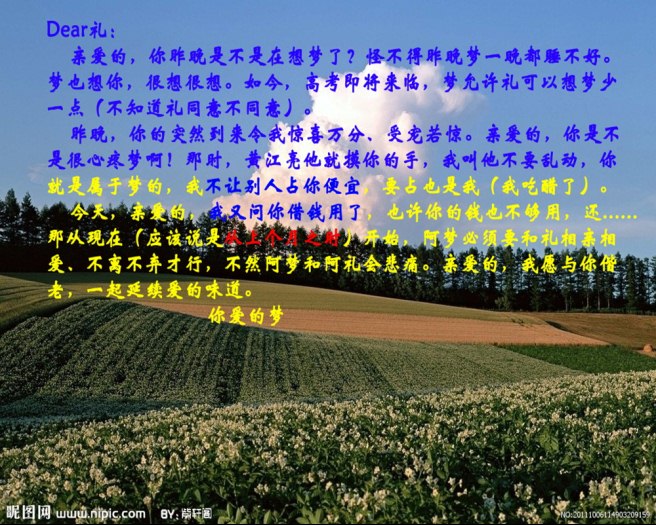 Dear礼：
亲爱的，你昨晚是不是在想梦了？怪不得昨晚梦一晚都睡不好。
梦也想你，很想很想。如今，高考即将来临，梦允许礼可以想梦少
一点（不知道礼同意不同意）。
昨晚，你的突然到来令我惊喜万分、受宠若惊。亲爱的，你是不
是很心疼梦啊！那时，黄江亮他就摸你的手，我叫他不要乱动，你
就是属于梦的，我不让别人占你便宜，要占也是我（我吃醋了）。
今天，亲爱的，我又问你借钱用了，也许你的钱也不够用，还……
那从现在（应该说是从上个月之时）开始，阿梦必须要和礼相亲相
爱、不离不弃才行，不然阿梦和阿礼会悲痛。亲爱的，我愿与你偕
老，一起延续爱的味道。
你爱的梦
昵图网 www.nipic.com BY：紫轩阁
NO:20111006114903209159